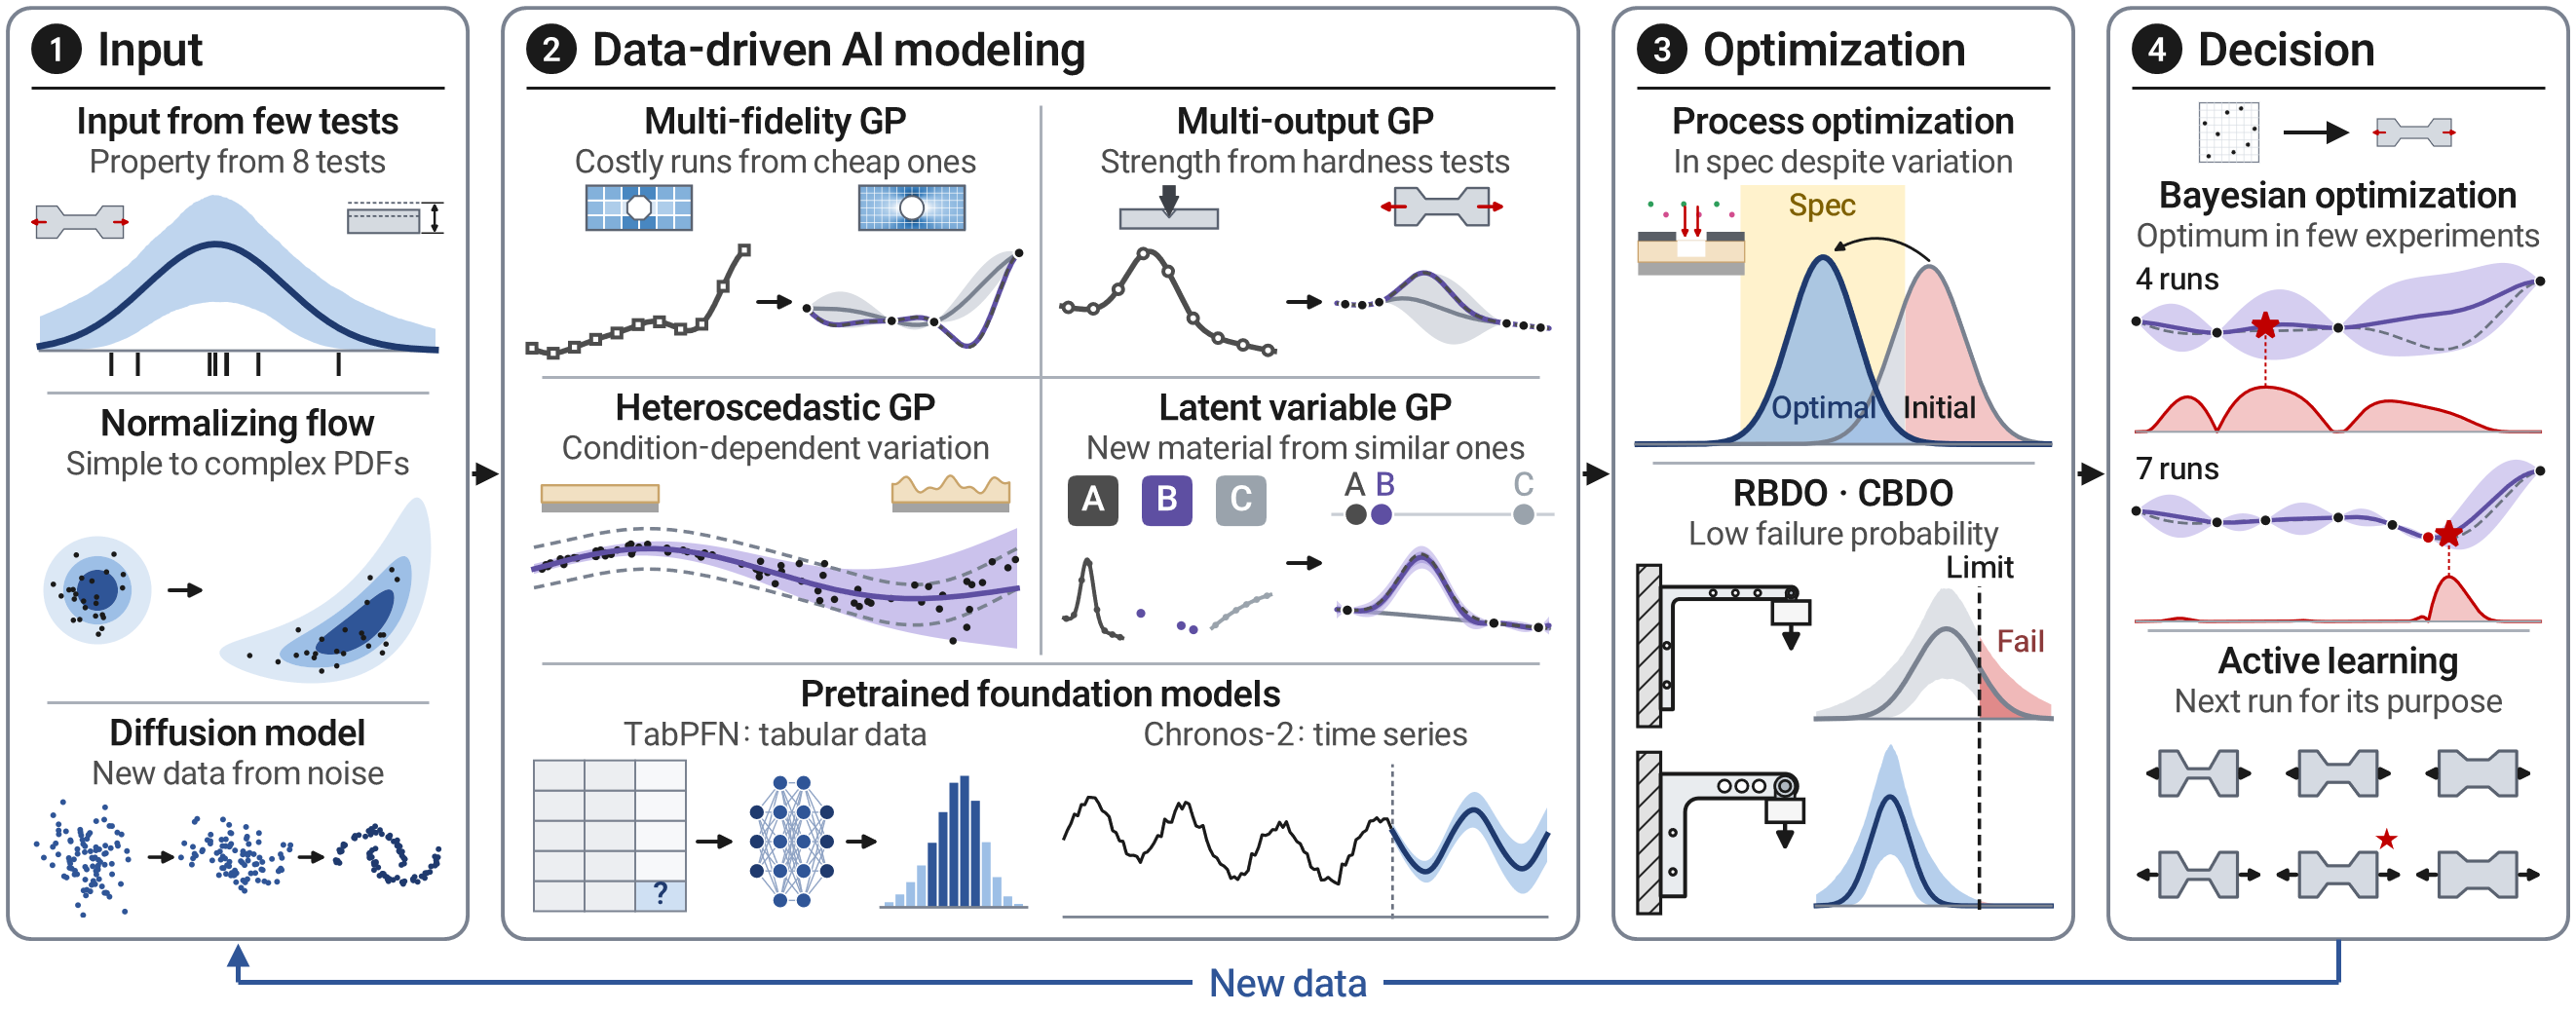 1 Input
Input from few tests
Property from 8 tests
Normalizing flow
Simple to complex PDFs
Diffusion model
New data from noise
2 Data-driven AI modeling
Multi-fidelity GP
Costly runs from cheap ones
Multi-output GP
Strength from hardness tests
Heteroscedastic GP
Condition-dependent variation
Latent variable GP
New material from similar ones
A B C
A B C
Pretrained foundation models
TabPFN: tabular data
?
Chronos-2: time series
3 Optimization
Process optimization
In spec despite variation
Spec
Optimal
Initial
RBDO · CBDO
Low failure probability
Limit
Fail
4 Decision
Bayesian optimization
Optimum in few experiments
4 runs
7 runs
Active learning
Next run for its purpose
New data